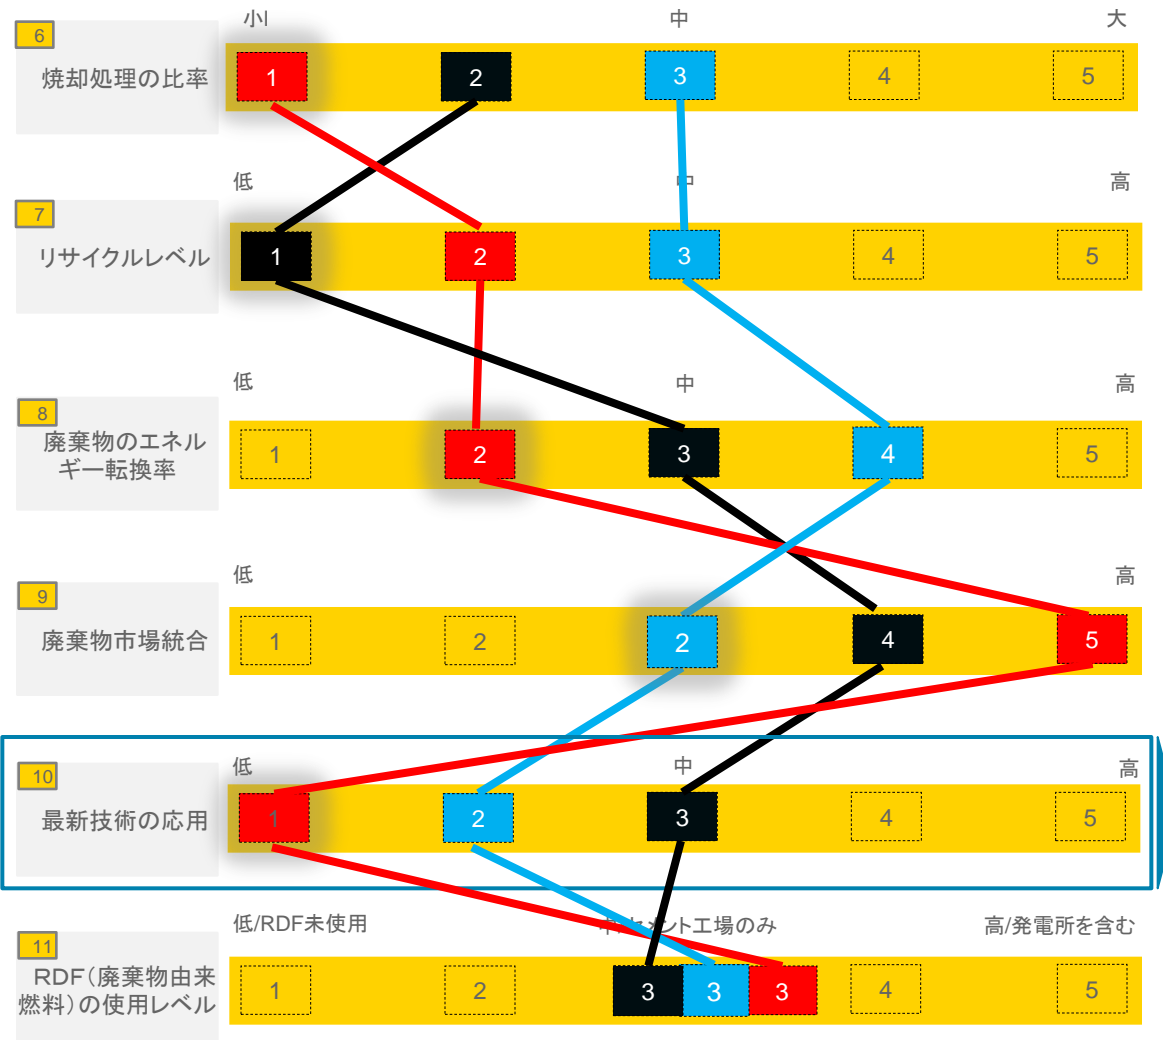 小 中 大
6
焼却処理の比率
1 2 3 4 5
低 中 高
7
リサイクルレベル
1 2 3 4 5
低 中 高
8
廃棄物のエネル
ギー転換率
1 2 3 4 5
低 高
9
廃棄物市場統合
1 2 2 4 5
低 中 高
10
最新技術の応用
1 2 3 4 5
低/RDF未使用 中/セメント工場のみ 高/発電所を含む
11
RDF(廃棄物由来
燃料)の使用レベル
1 2 3 3 3 4 5